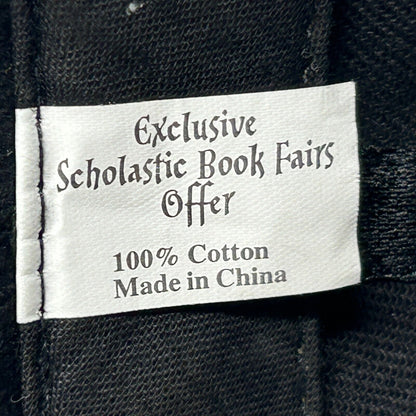 Exclusive
Scholastic Book Fairs
Offer
100% Cotton
Made in China